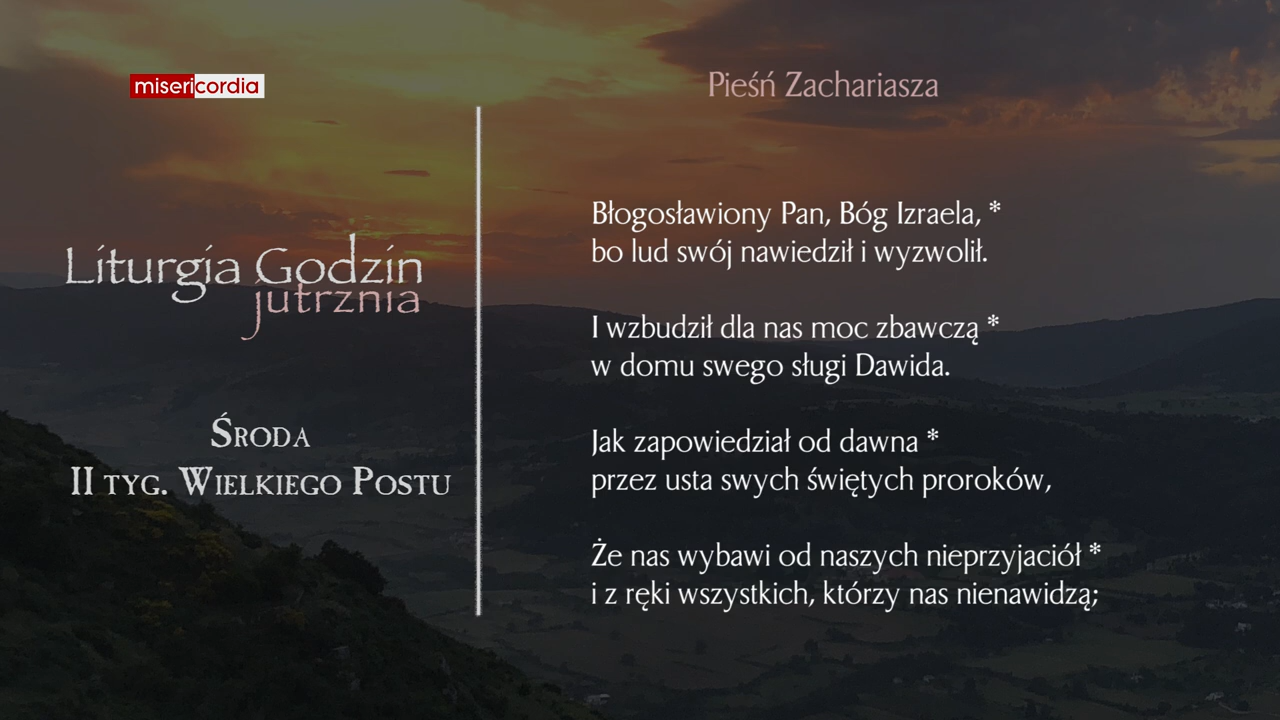 misericordia
Liturgia Godzin
jutrznia
Środa
II tyg. Wielkiego Postu
Pieśń Zachariasza
Błogosławiony Pan, Bóg Izraela, *
bo lud swój nawiedził i wyzwolił.
I wzbudził dla nas moc zbawczą *
w domu swego sługi Dawida.
Jak zapowiedział od dawna *
przez usta swych świętych proroków,
Że nas wybawi od naszych nieprzyjaciół *
i z ręki wszystkich, którzy nas nienawidzą;